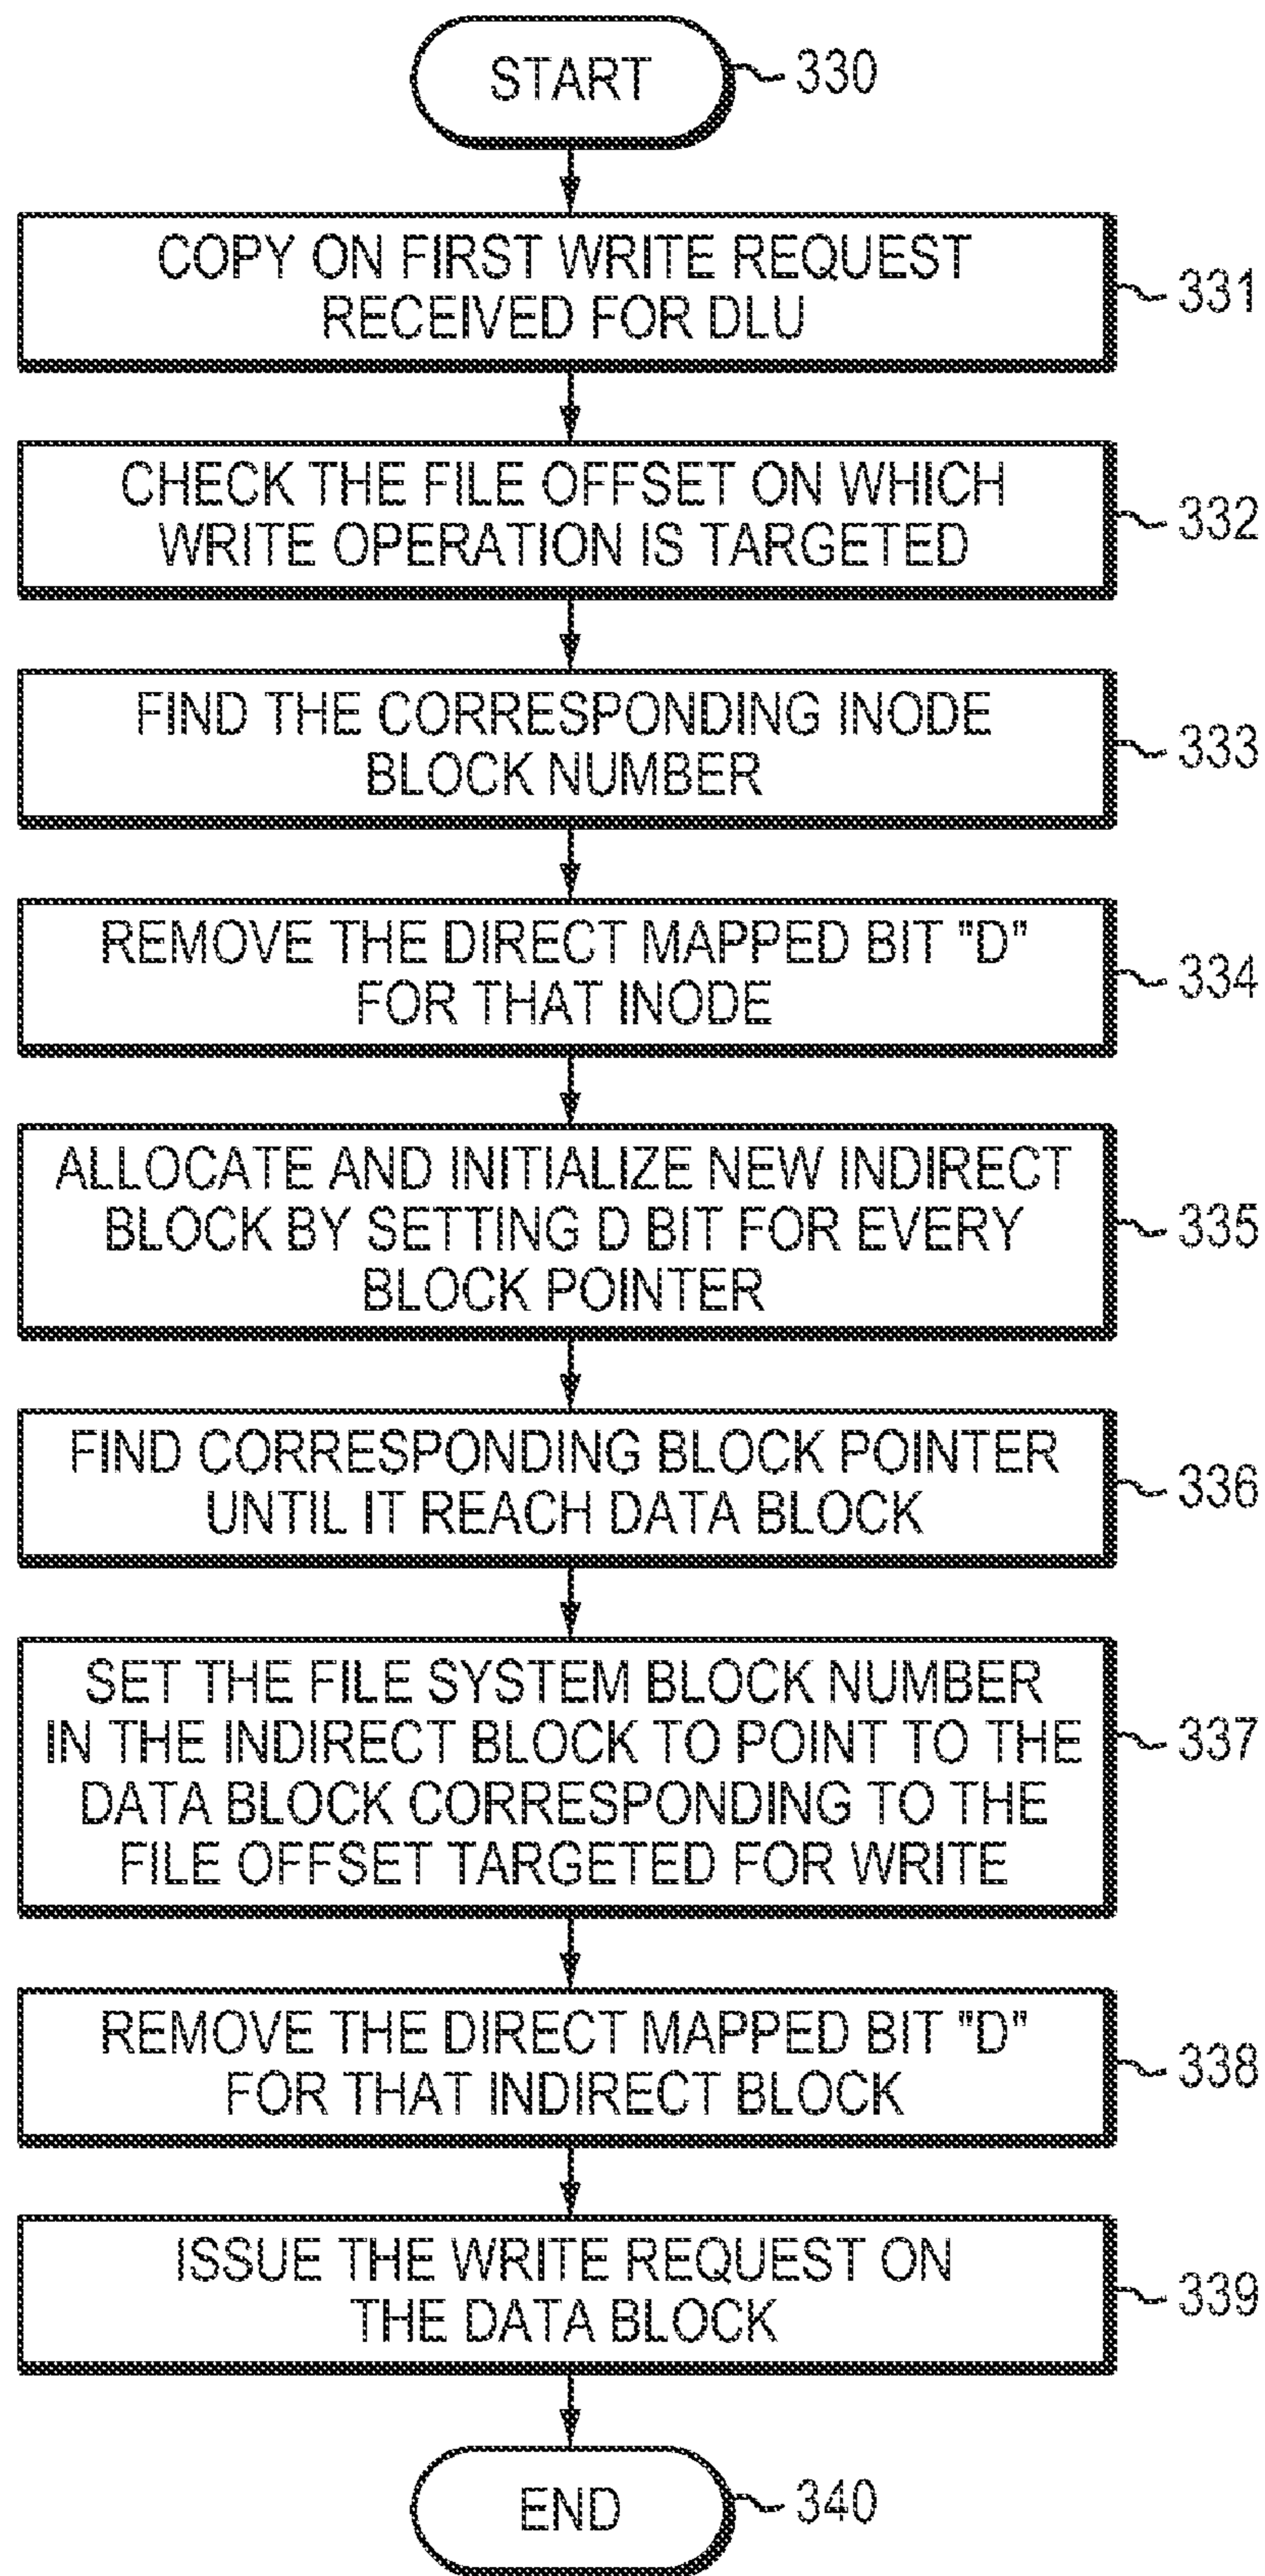 START
330
COPY ON FIRST WRITE REQUEST
RECEIVED FOR DLU
331
CHECK THE FILE OFFSET ON WHICH
WRITE OPERATION IS TARGETED
332
FIND THE CORRESPONDING INODE
BLOCK NUMBER
333
REMOVE THE DIRECT MAPPED BIT "D"
FOR THAT INODE
334
ALLOCATE AND INITIALIZE NEW INDIRECT
BLOCK BY SETTING D BIT FOR EVERY
BLOCK POINTER
335
FIND CORRESPONDING BLOCK POINTER
UNTIL IT REACH DATA BLOCK
336
SET THE FILE SYSTEM BLOCK NUMBER
IN THE INDIRECT BLOCK TO POINT TO THE
DATA BLOCK CORRESPONDING TO THE
FILE OFFSET TARGETED FOR WRITE
337
REMOVE THE DIRECT MAPPED BIT "D"
FOR THAT INDIRECT BLOCK
338
ISSUE THE WRITE REQUEST ON
THE DATA BLOCK
339
END
340